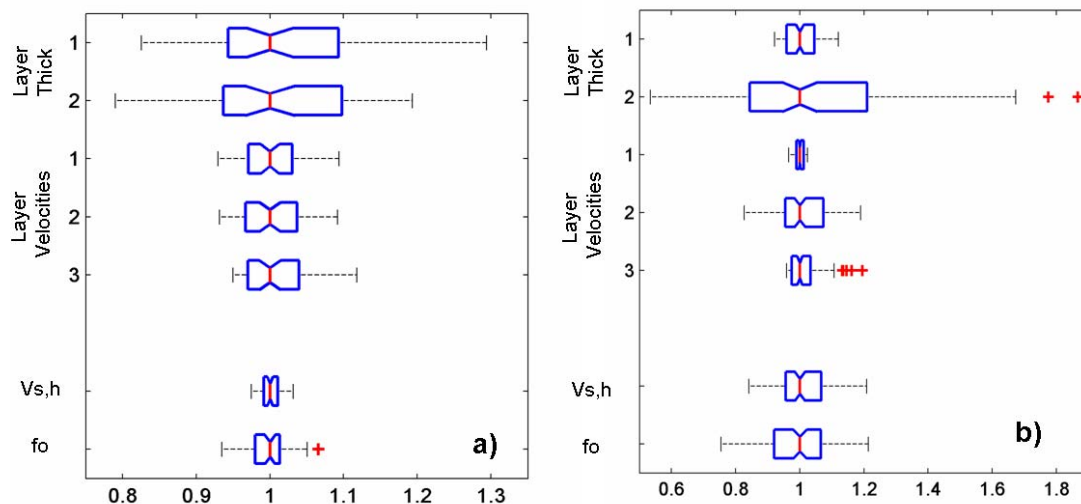 Layer
Thick
1
2
Layer
Velocities
1
2
3
Vs,h
fo
a)
0.8 0.9 1 1.1 1.2 1.3
Layer
Thick
1
2
Layer
Velocities
1
2
3
Vs,h
fo
b)
0.6 0.8 1 1.2 1.4 1.6 1.8